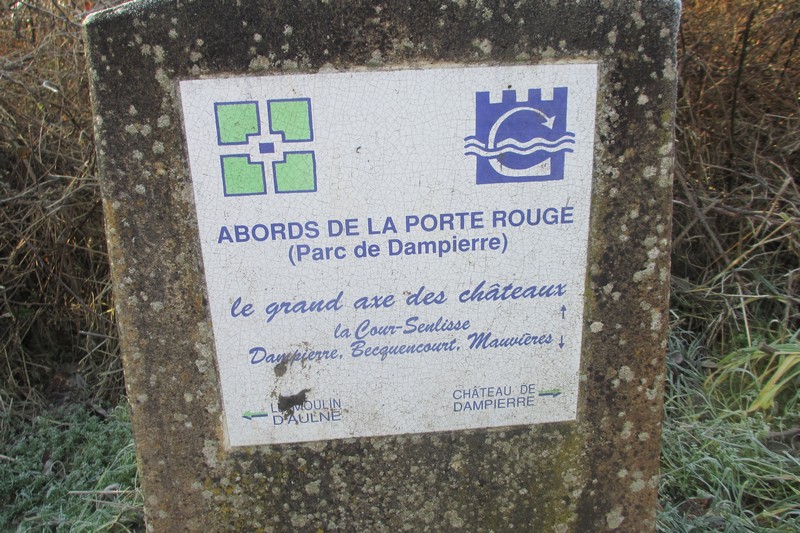 ABORDS DE LA PORTE ROUGE
(Parc de Dampierre)
le grand axe des châteaux
la Cour-Senlisse ↑
Dampierre, Becquencourt, Mauvières ↓
← LE MOULIN
D'AULNE
CHÂTEAU DE →
DAMPIERRE